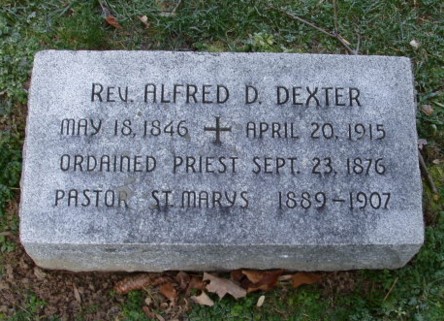 Rev. ALFRED D. DEXTER
MAY 18, 1846 + APRIL 20, 1915
ORDAINED PRIEST SEPT. 23, 1876
PASTOR ST. MARYS 1889-1907